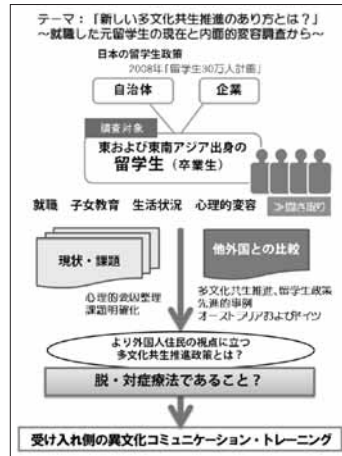 テーマ：「新しい多文化共生推進のあり方とは？」
～就職した元留学生の現在と内面的変容調査から～
日本の留学生政策
2008年「留学生30万人計画」
自治体
企業
調査対象
東および東南アジア出身の
留学生（卒業生）
就職 子女教育 生活状況 心理的変容
≫聞き取り
現状・課題
他外国との比較
心理的要因整理
課題明確化
多文化共生推進、留学生政策
先進的事例
オーストラリアおよびドイツ
より外国人住民の視点に立つ
多文化共生推進政策とは？
脱・対症療法であること？
受け入れ側の異文化コミュニケーション・トレーニング